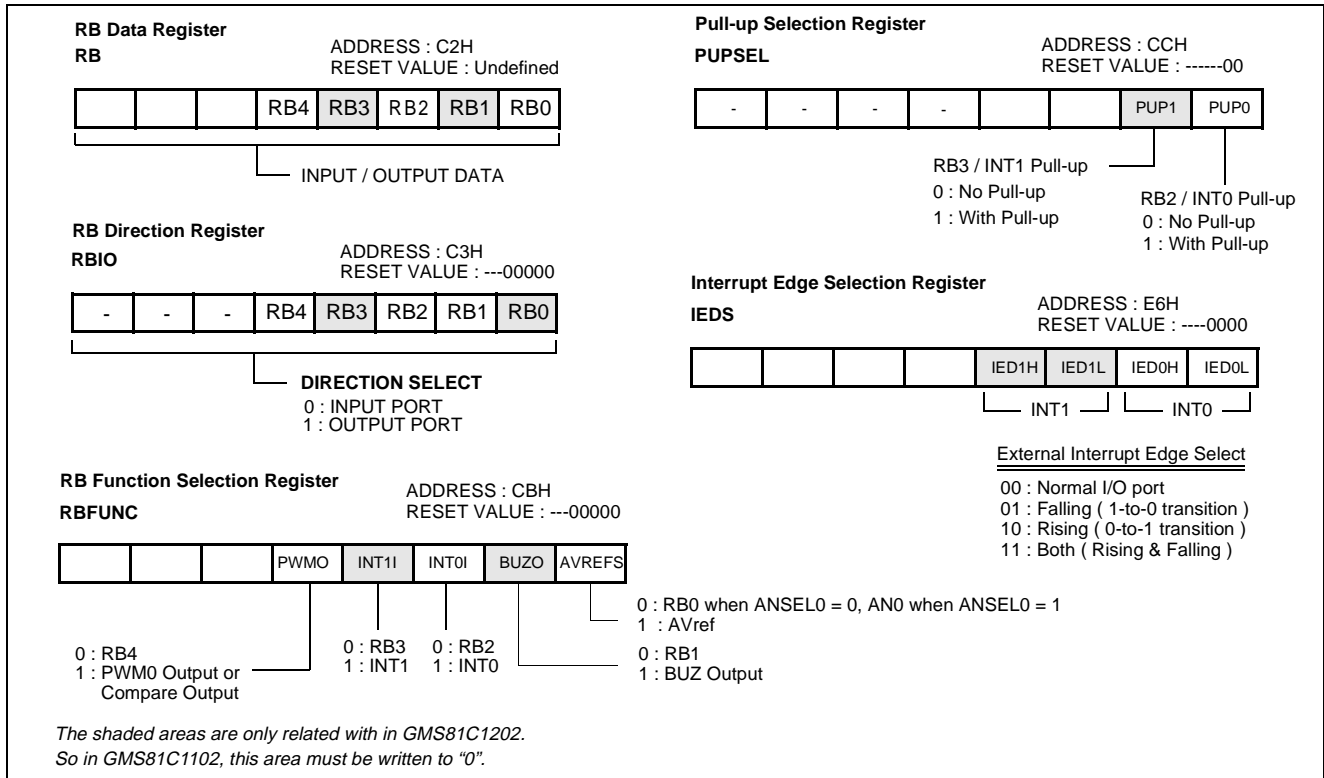 RB Data Register
RB
ADDRESS : C2H
RESET VALUE : Undefined
RB4 RB3 RB2 RB1 RB0
INPUT / OUTPUT DATA
RB Direction Register
RBIO
ADDRESS : C3H
RESET VALUE : ---00000
- - - RB4 RB3 RB2 RB1 RB0
DIRECTION SELECT
0 : INPUT PORT
1 : OUTPUT PORT
RB Function Selection Register
RBFUNC
ADDRESS : CBH
RESET VALUE : ---00000
PWMO INT1I INT0I BUZO AVREFS
0 : RB4
1 : PWM0 Output or
Compare Output
0 : RB3
1 : INT1
0 : RB2
1 : INT0
0 : RB0 when ANSEL0 = 0, AN0 when ANSEL0 = 1
1 : AVref
0 : RB1
1 : BUZ Output
Pull-up Selection Register
PUPSEL
ADDRESS : CCH
RESET VALUE : ------00
- - - - PUP1 PUP0
RB3 / INT1 Pull-up
0 : No Pull-up
1 : With Pull-up
RB2 / INT0 Pull-up
0 : No Pull-up
1 : With Pull-up
Interrupt Edge Selection Register
IEDS
ADDRESS : E6H
RESET VALUE : ----0000
IED1H IED1L IED0H IED0L
INT1 INT0
External Interrupt Edge Select
00 : Normal I/O port
01 : Falling ( 1-to-0 transition )
10 : Rising ( 0-to-1 transition )
11 : Both ( Rising & Falling )
The shaded areas are only related with in GMS81C1202.
So in GMS81C1102, this area must be written to “0”.